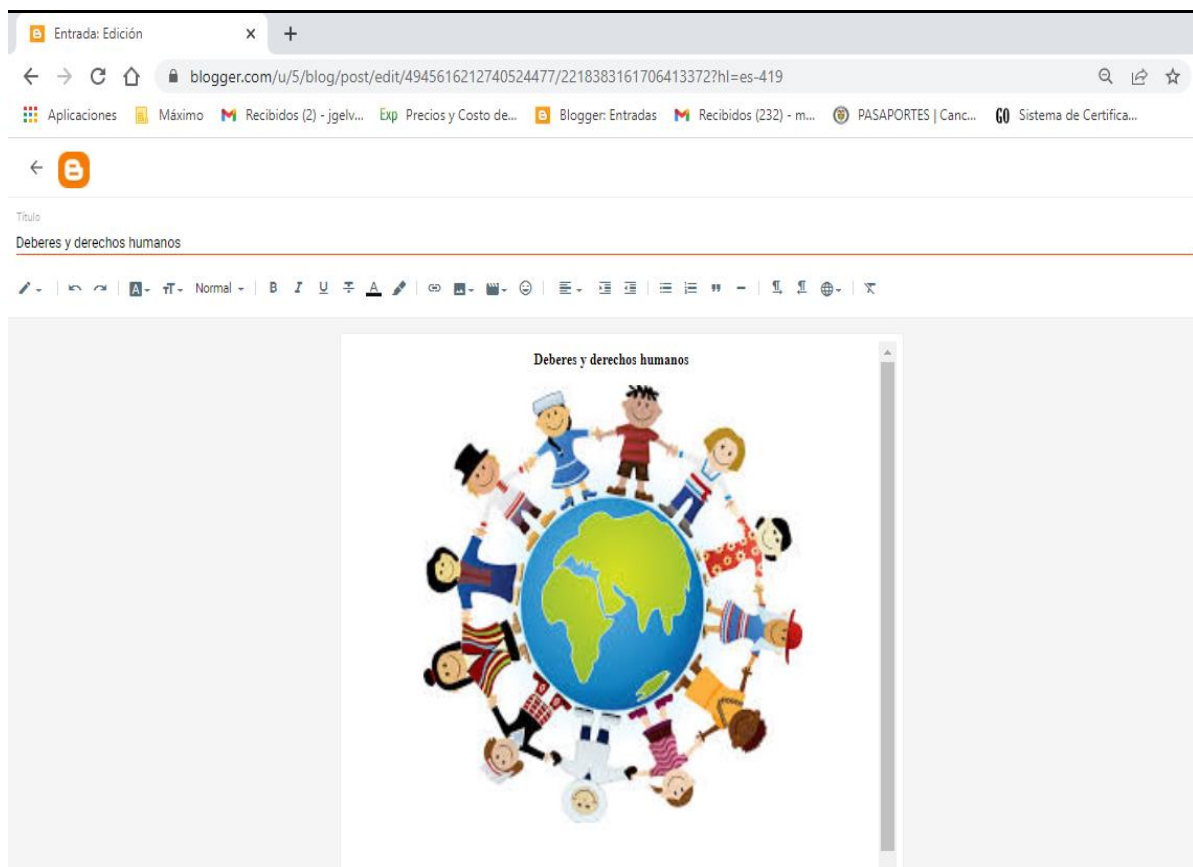 Entrada: Edición
blogger.com/u/5/blog/post/edit/4945616212740524477/2218383161706413372?hl=es-419
Aplicaciones Máximo Recibidos (2) - jgelv... Exp Precios y Costo de... Blogger: Entradas Recibidos (232) - m... PASAPORTES | Canc... GO Sistema de Certifica...
Título
Deberes y derechos humanos
Normal B I U A
Deberes y derechos humanos